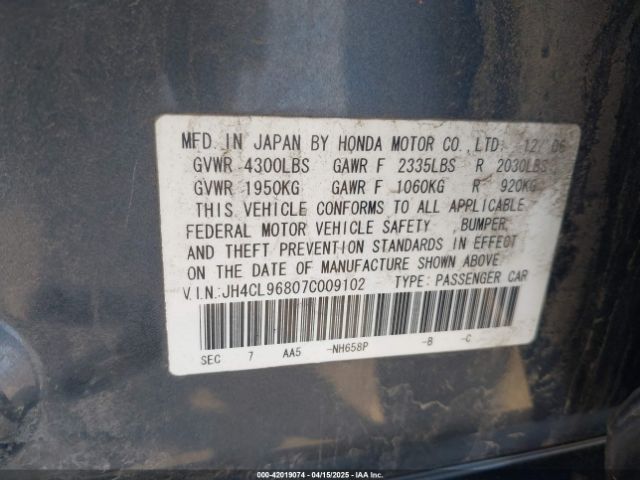 MFD. IN JAPAN BY HONDA MOTOR CO.,LTD. 12/06
GVWR 4300LBS GAWR F 2335LBS R 2030LBS
GVWR 1950KG GAWR F 1060KG R 920KG
THIS VEHICLE CONFORMS TO ALL APPLICABLE
FEDERAL MOTOR VEHICLE SAFETY ,BUMPER,
AND THEFT PREVENTION STANDARDS IN EFFECT
ON THE DATE OF MANUFACTURE SHOWN ABOVE.
V.I.N.:JH4CL96807C009102 TYPE: PASSENGER CAR
SEC 7 AA5 -NH658P -B -C
000-42019074 - 04/15/2025 - IAA Inc.